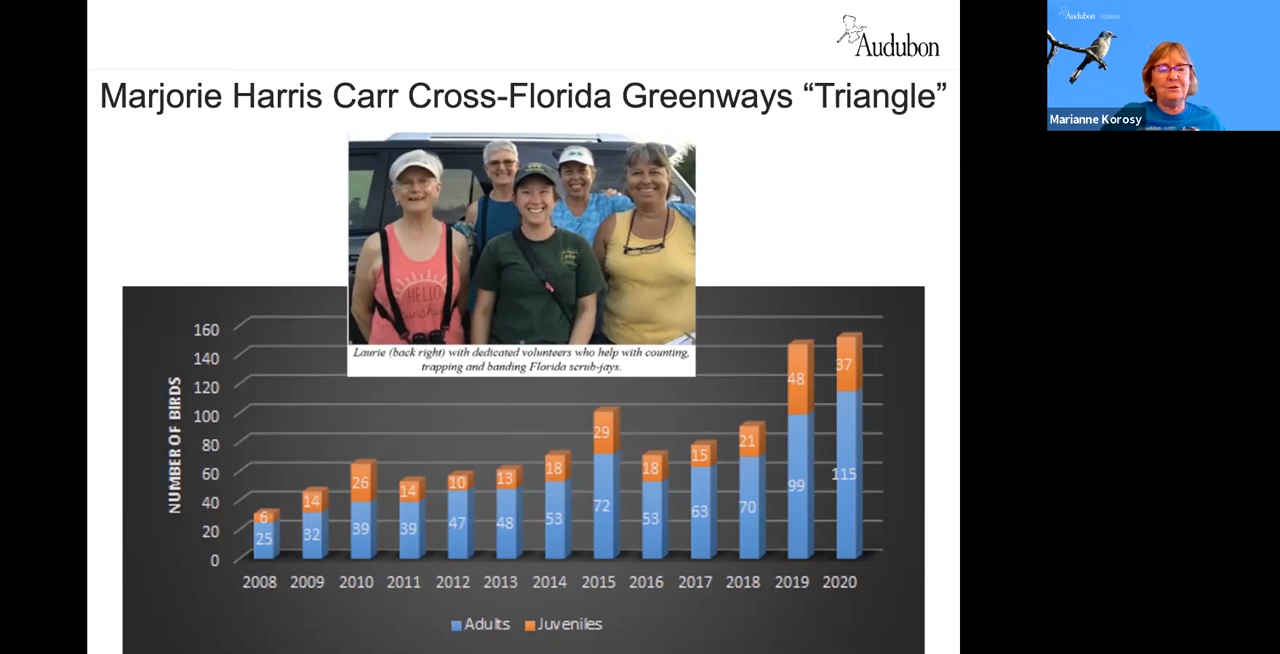 Audubon
Marjorie Harris Carr Cross-Florida Greenways “Triangle”
HELLO
sunshine
Laurie (back right) with dedicated volunteers who help with counting,
trapping and banding Florida scrub-jays.
NUMBER OF BIRDS
160
140
120
100
80
60
40
20
0
6 14 26 14 10 13 18 29 18 15 21 48 37
25 32 39 39 47 48 53 72 53 63 70 99 115
2008 2009 2010 2011 2012 2013 2014 2015 2016 2017 2018 2019 2020
Adults Juveniles
Audubon FLORIDA
Marianne Korosy